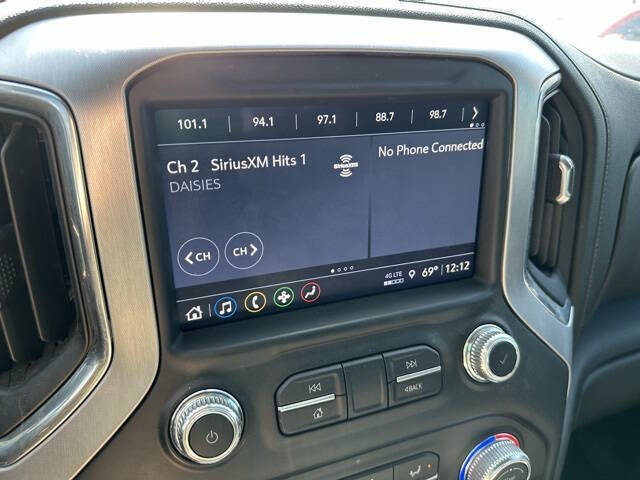 101.1 94.1 97.1 88.7 98.7
Ch 2 SiriusXM Hits 1
DAISIES
SiriusXM
No Phone Connected
CH CH
4G LTE 69° 12:12
BACK